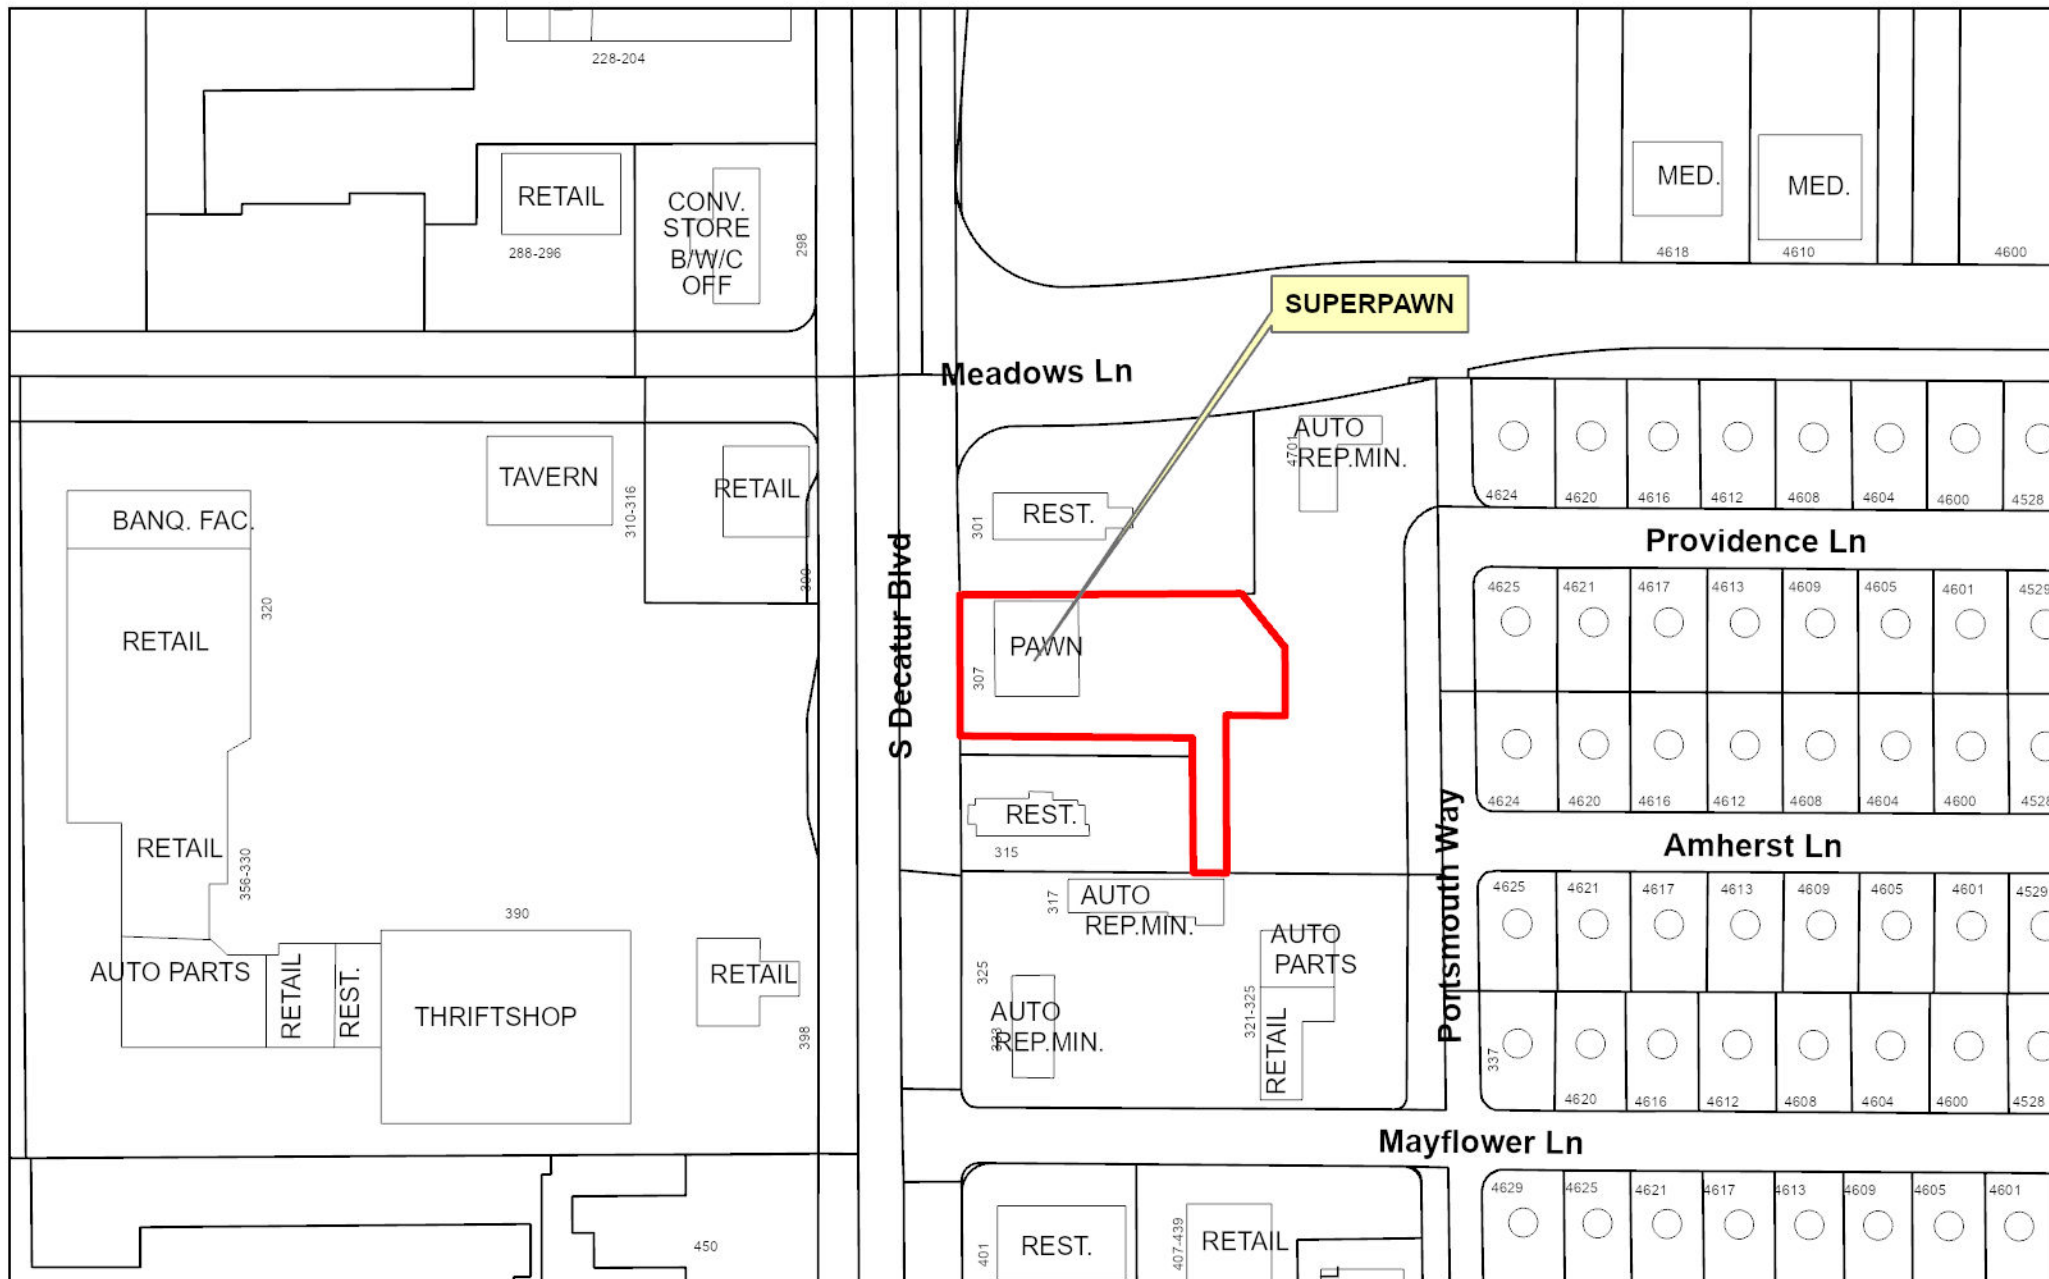 228-204
RETAIL
288-296
CONV.
STORE
B/W/C
OFF
298
MED.
4618
MED.
4610
4600
SUPERPAWN
Meadows Ln
TAVERN
310-316
RETAIL
300
BANQ. FAC.
RETAIL
320
RETAIL
356-330
AUTO PARTS
RETAIL
REST.
390
THRIFTSHOP
RETAIL
398
450
S Decatur Blvd
301
REST.
4701
AUTO
REP.MIN.
307
PAWN
REST.
315
317
AUTO
REP.MIN.
325
AUTO
REP.MIN.
AUTO
PARTS
321-325
RETAIL
Portsmouth Way
4624 4620 4616 4612 4608 4604 4600 4528
Providence Ln
4625 4621 4617 4613 4609 4605 4601 4529
4624 4620 4616 4612 4608 4604 4600 4528
Amherst Ln
4625 4621 4617 4613 4609 4605 4601 4529
337
4620 4616 4612 4608 4604 4600 4528
Mayflower Ln
4629 4625 4621 4617 4613 4609 4605 4601
401
REST.
407-439
RETAIL